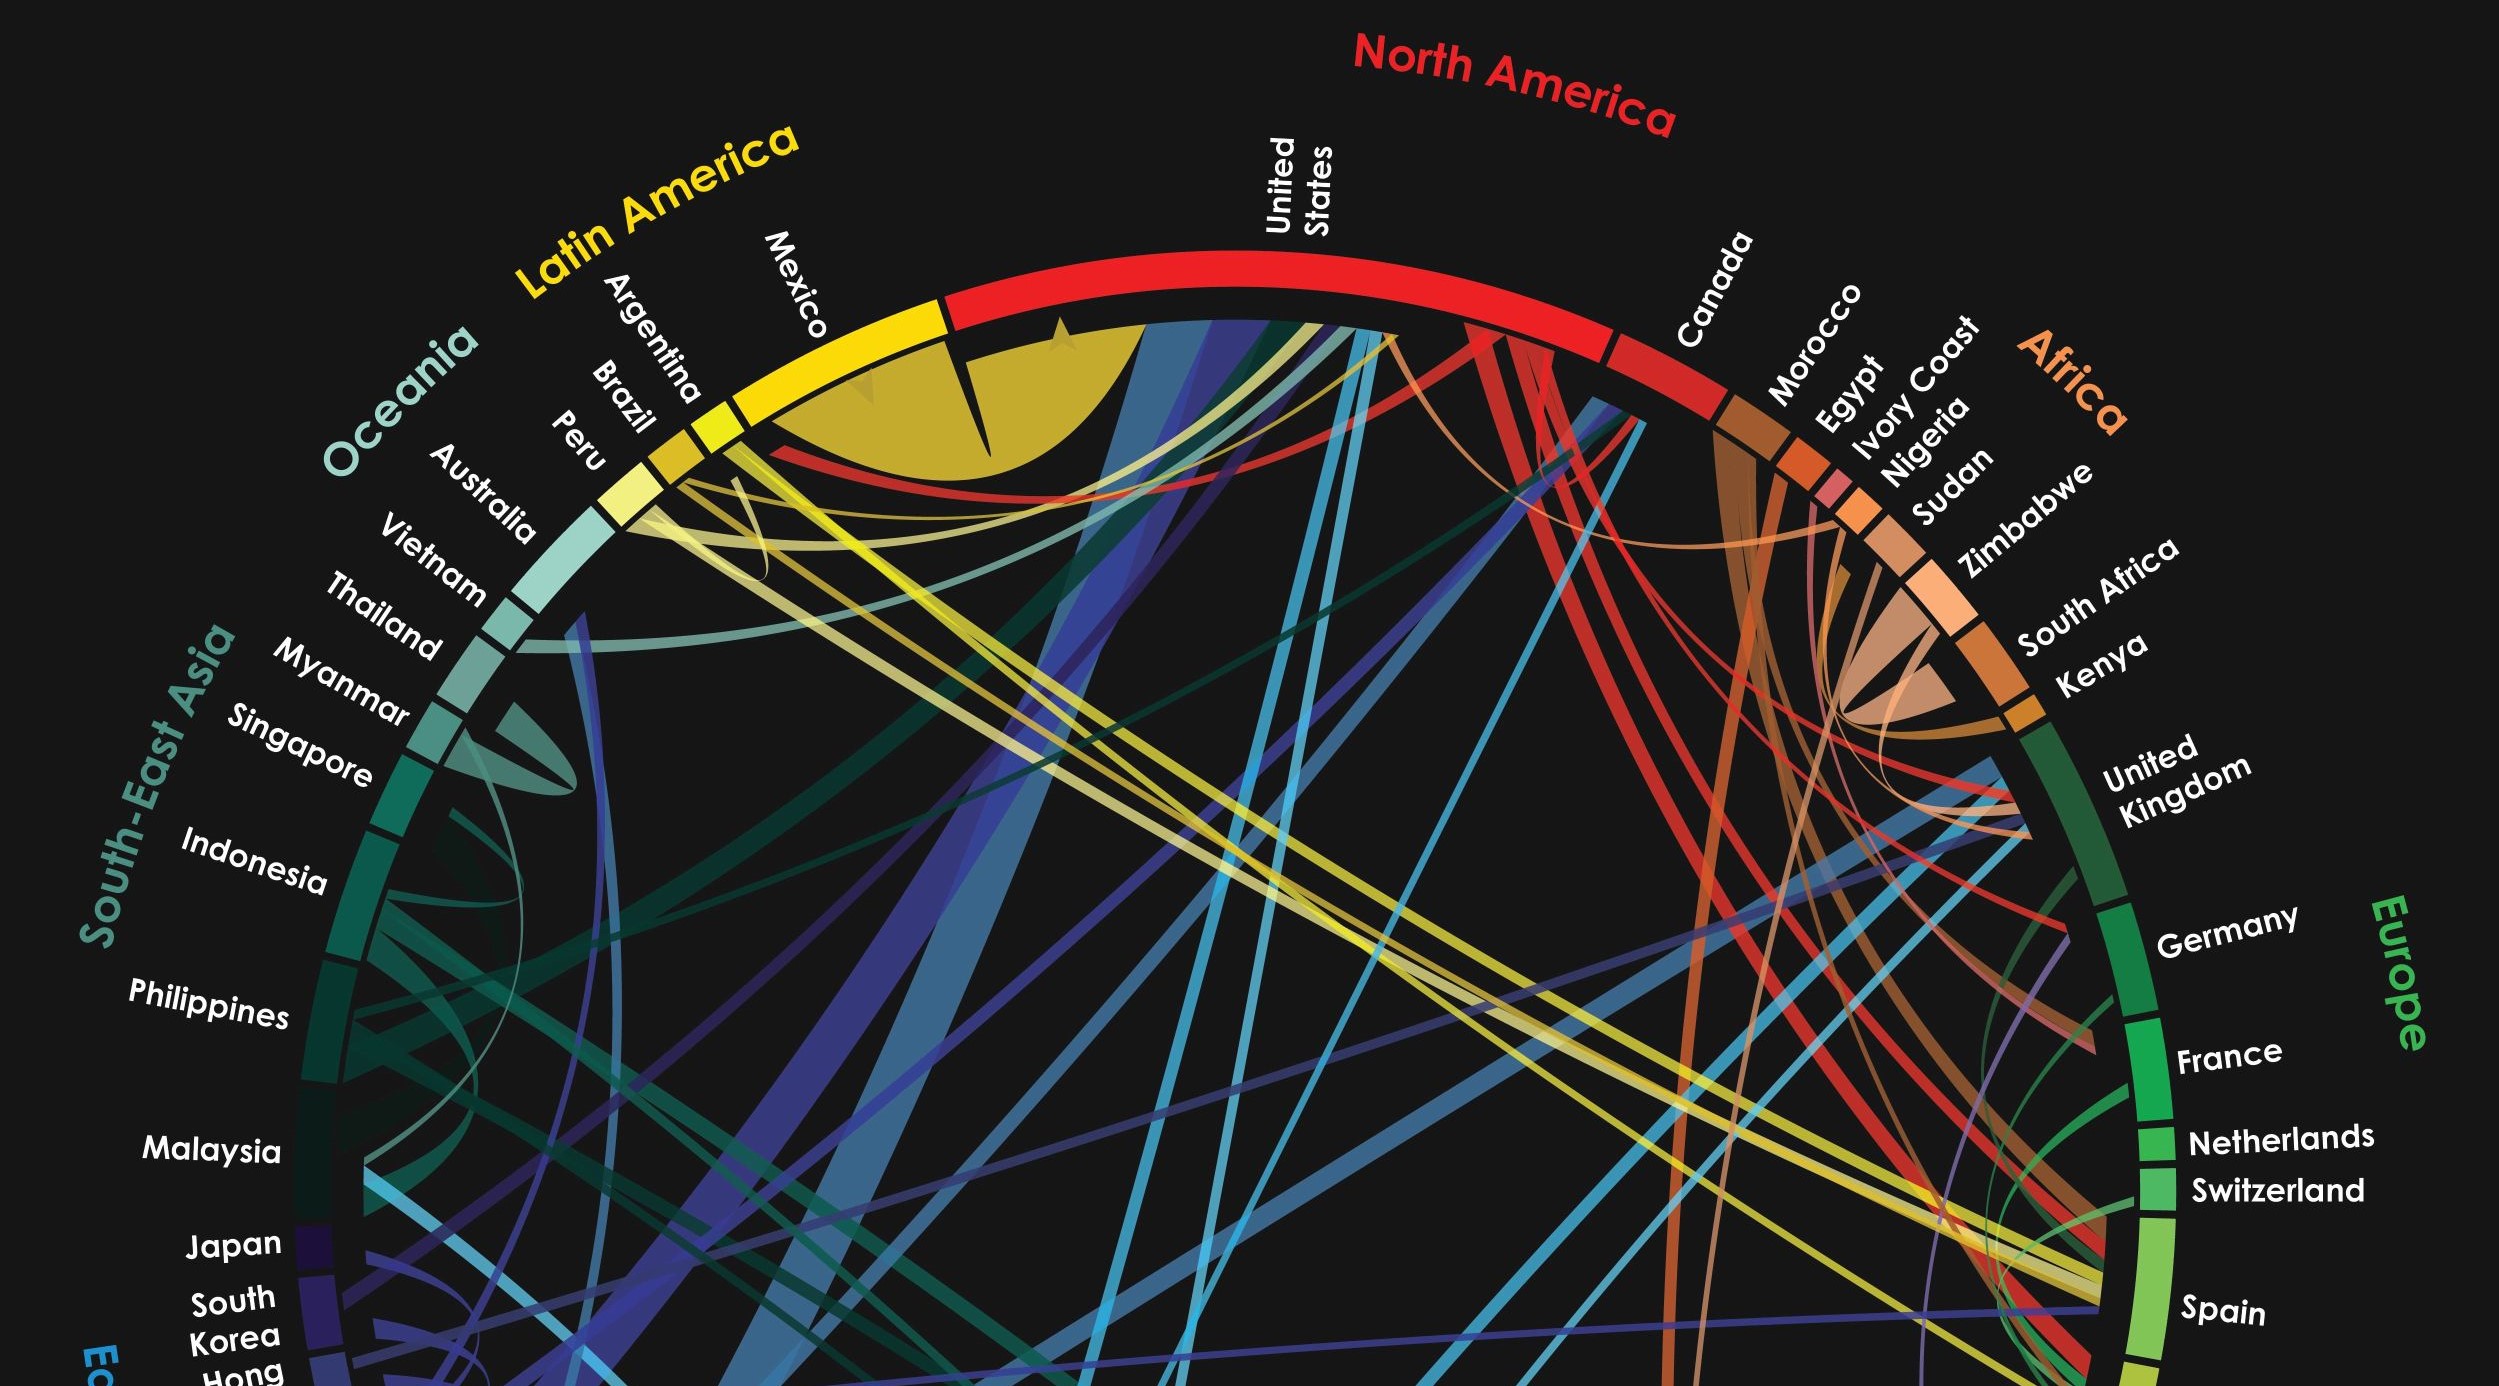 North America
Latin America
Oceania
South-East Asia
Africa
Europe
United
States
Canada
Mexico
Argentina
Brazil
Peru
Australia
Vietnam
Thailand
Myanmar
Singapore
Indonesia
Philippines
Malaysia
Japan
South
Korea
Hong
Morocco
Egypt
Ivory Coast
Nigeria
Sudan
Zimbabwe
South Africa
Kenya
United
Kingdom
Germany
France
Netherlands
Switzerland
Spain